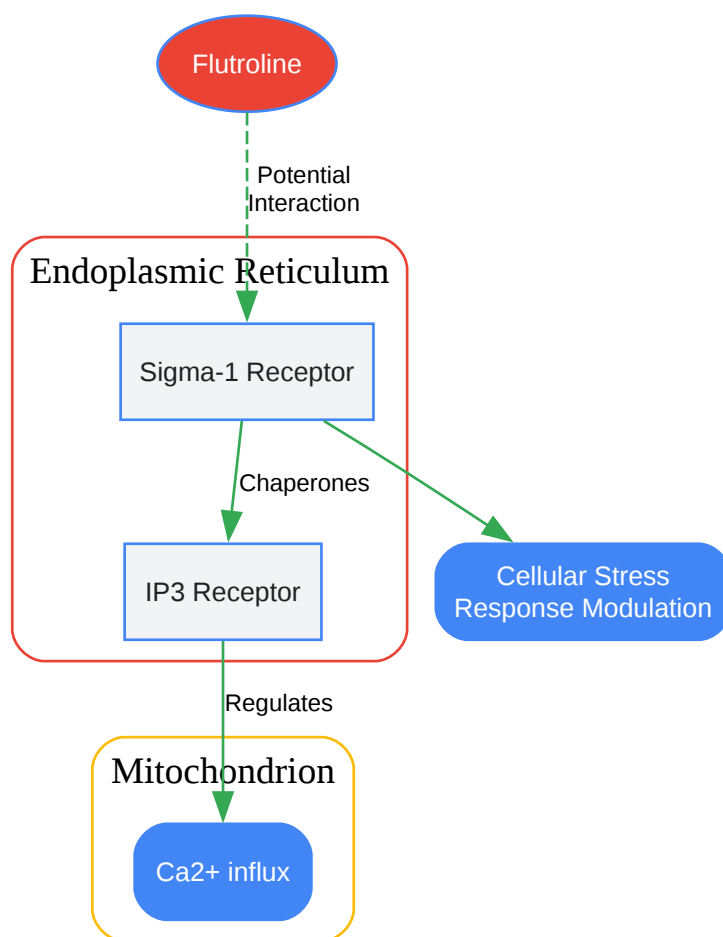 Flutroline
Potential
Interaction
Endoplasmic Reticulum
Sigma-1 Receptor
Chaperones
IP3 Receptor
Cellular Stress
Response Modulation
Regulates
Mitochondrion
Ca2+ influx